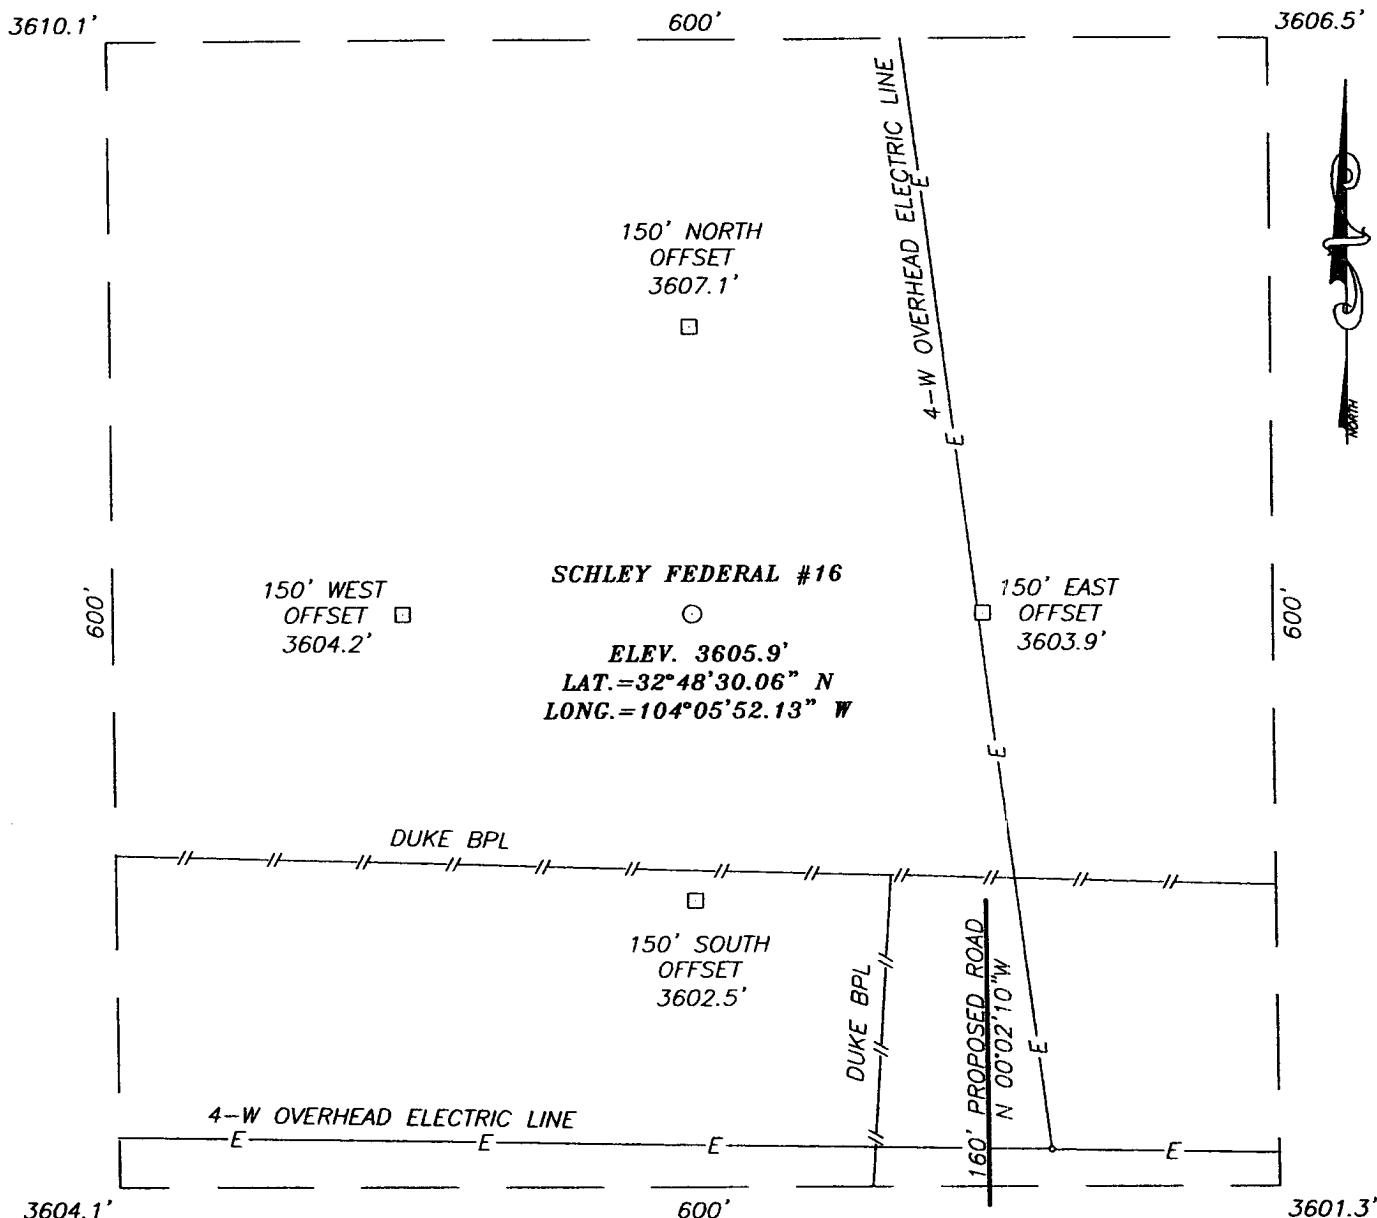 3610.1'
600'
3606.5'
4-W OVERHEAD ELECTRIC LINE
E
150' NORTH
OFFSET
3607.1'
NORTH
E
SCHLEY FEDERAL #16
150' WEST
OFFSET
3604.2'
150' EAST
OFFSET
3603.9'
600'
600'
ELEV. 3605.9'
LAT.=32°48'30.06" N
LONG.=104°05'52.13" W
E
DUKE BPL
150' SOUTH
OFFSET
3602.5'
DUKE BPL
160' PROPOSED ROAD
N 00°02'10"W
E
4-W OVERHEAD ELECTRIC LINE
E
E
E
E
3604.1'
600'
3601.3'